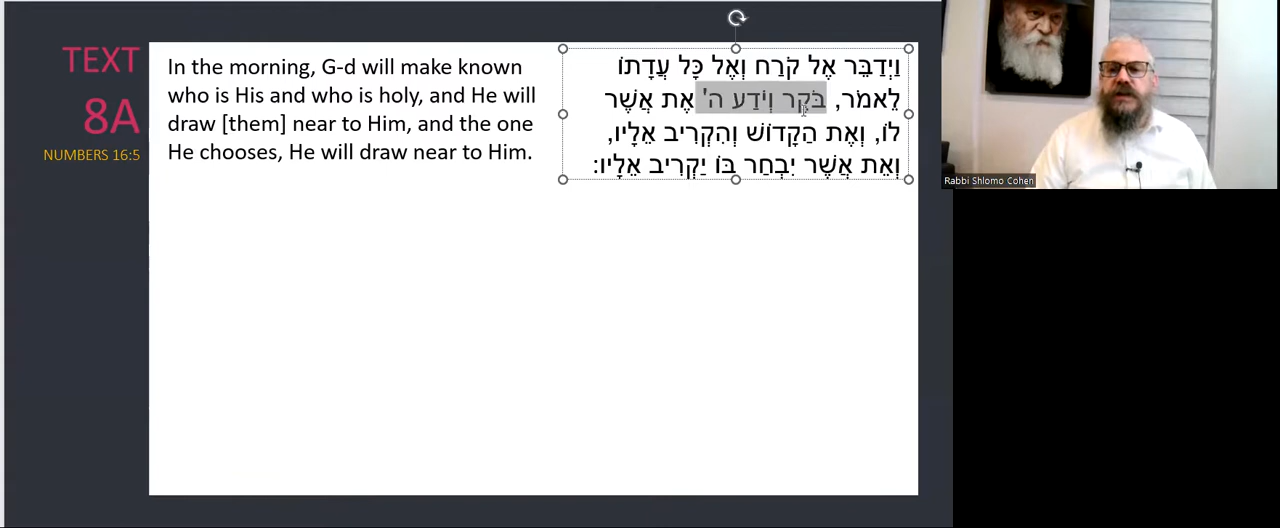 TEXT
8A
NUMBERS 16:5
In the morning, G-d will make known
who is His and who is holy, and He will
draw [them] near to Him, and the one
He chooses, He will draw near to Him.
וַיְדַבֵּר אֶל קֹרַח וְאֶל כָּל עֲדָתוֹ
לֵאמֹר, בֹּקֶר וְיֹדַע ה' אֶת אֲשֶׁר
לוֹ, וְאֶת הַקָּדוֹשׁ וְהִקְרִיב אֵלָיו,
וְאֵת אֲשֶׁר יִבְחַר בּוֹ יַקְרִיב אֵלָיו:
Rabbi Shlomo Cohen